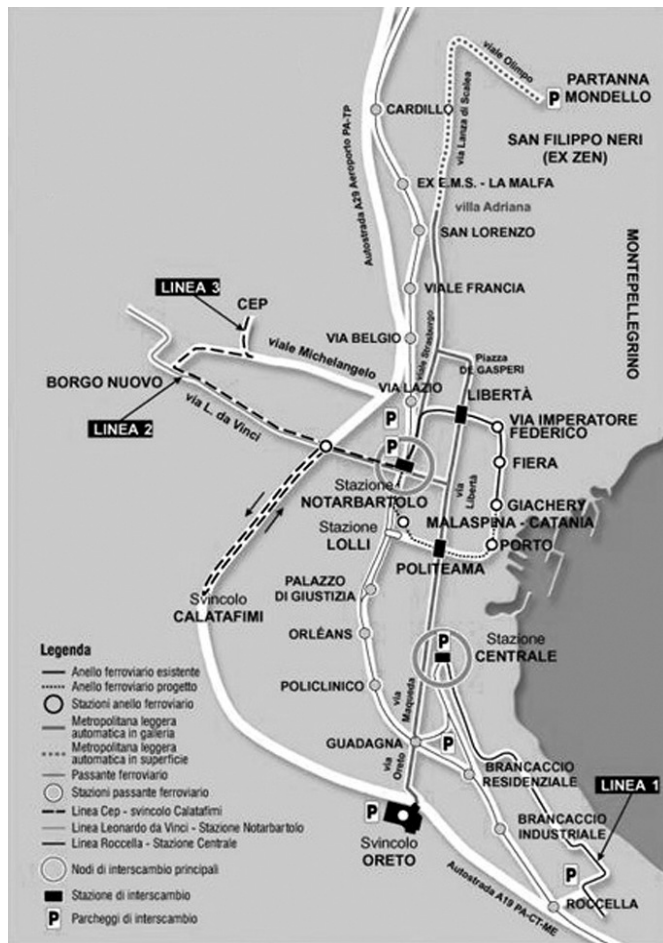 viale Olimpo
P
PARTANNA
MONDELLO
CARDILLO
via Lanza di Scalea
Autostrada A29 Aeroporto PA-TP
SAN FILIPPO NERI
(EX ZEN)
EX E.M.S. - LA MALFA
villa Adriana
SAN LORENZO
MONTEPELLEGRINO
LINEA 3
CEP
VIALE FRANCIA
VIA BELGIO
viale Strasburgo
viale Michelangelo
Piazza
DE GASPERI
BORGO NUOVO
VIA LAZIO
LIBERTÀ
LINEA 2
via L. da Vinci
P
P
VIA IMPERATORE
FEDERICO
FIERA
Stazione
NOTARBARTOLO
via
Libertà
GIACHERY
MALASPINA - CATANIA
Stazione
LOLLI
PORTO
POLITEAMA
PALAZZO
DI GIUSTIZIA
Svincolo
CALATAFIMI
ORLÉANS
P
Stazione
CENTRALE
POLICLINICO
via
Maqueda
GUADAGNA
P
via
Oreto
BRANCACCIO
RESIDENZIALE
LINEA 1
BRANCACCIO
INDUSTRIALE
P
Svincolo
ORETO
P
ROCCELLA
Autostrada A19 PA-CT-ME
Legenda
Anello ferroviario esistente
Anello ferroviario progetto
Stazioni anello ferroviario
Metropolitana leggera
automatica in galleria
Metropolitana leggera
automatica in superficie
Passante ferroviario
Stazioni passante ferroviario
Linea Cep - svincolo Calatafimi
Linea Leonardo da Vinci - Stazione Notarbartolo
Linea Roccella - Stazione Centrale
Nodi di interscambio principali
Stazione di interscambio
P Parcheggi di interscambio